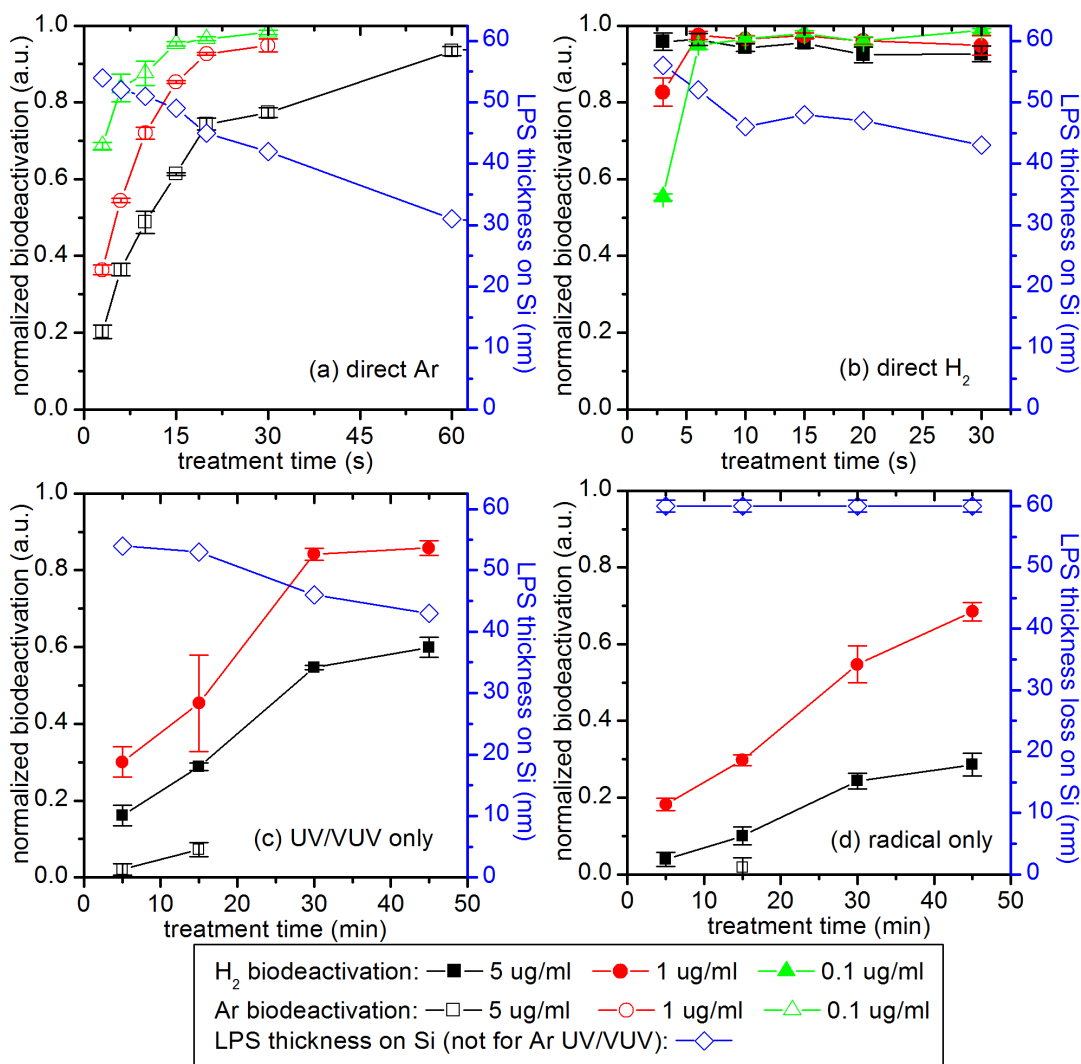 normalized biodeactivation (a.u.)
1.0
0.8
0.6
0.4
0.2
0.0
(a) direct Ar
0 15 30 45 60
treatment time (s)
60
50
40
30
20
10
0
LPS thickness on Si (nm)
normalized biodeactivation (a.u.)
1.0
0.8
0.6
0.4
0.2
0.0
(b) direct H₂
0 5 10 15 20 25 30
treatment time (s)
60
50
40
30
20
10
0
LPS thickness on Si (nm)
normalized biodeactivation (a.u.)
1.0
0.8
0.6
0.4
0.2
0.0
(c) UV/VUV only
0 10 20 30 40 50
treatment time (min)
60
50
40
30
20
10
0
LPS thickness on Si (nm)
normalized biodeactivation (a.u.)
1.0
0.8
0.6
0.4
0.2
0.0
(d) radical only
0 10 20 30 40 50
treatment time (min)
60
50
40
30
20
10
0
LPS thickness loss on Si (nm)
H₂ biodeactivation: 5 ug/ml 1 ug/ml 0.1 ug/ml
Ar biodeactivation: 5 ug/ml 1 ug/ml 0.1 ug/ml
LPS thickness on Si (not for Ar UV/VUV):